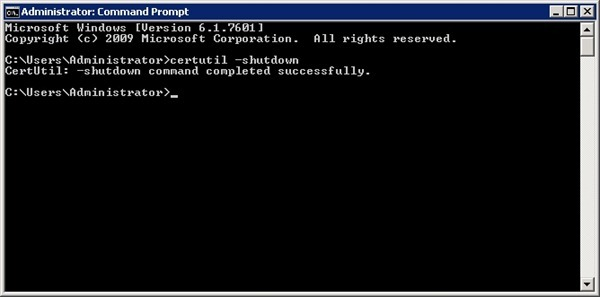 Administrator: Command Prompt
Microsoft Windows [Version 6.1.7601]
Copyright (c) 2009 Microsoft Corporation.  All rights reserved.
C:\Users\Administrator>certutil -shutdown
CertUtil: -shutdown command completed successfully.
C:\Users\Administrator>_